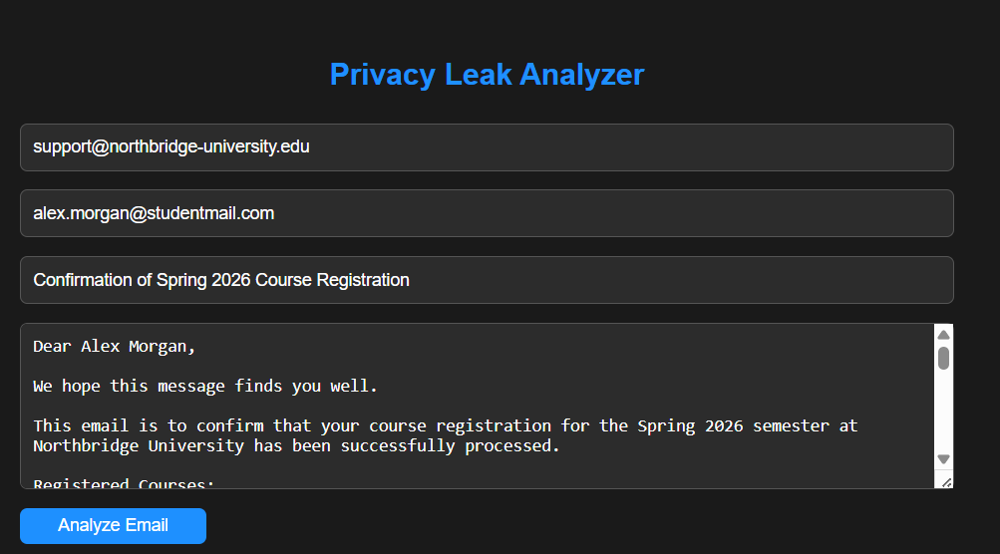 Privacy Leak Analyzer
support@northbridge-university.edu
alex.morgan@studentmail.com
Confirmation of Spring 2026 Course Registration
Dear Alex Morgan,
We hope this message finds you well.
This email is to confirm that your course registration for the Spring 2026 semester at
Northbridge University has been successfully processed.
Registered Courses:
Analyze Email